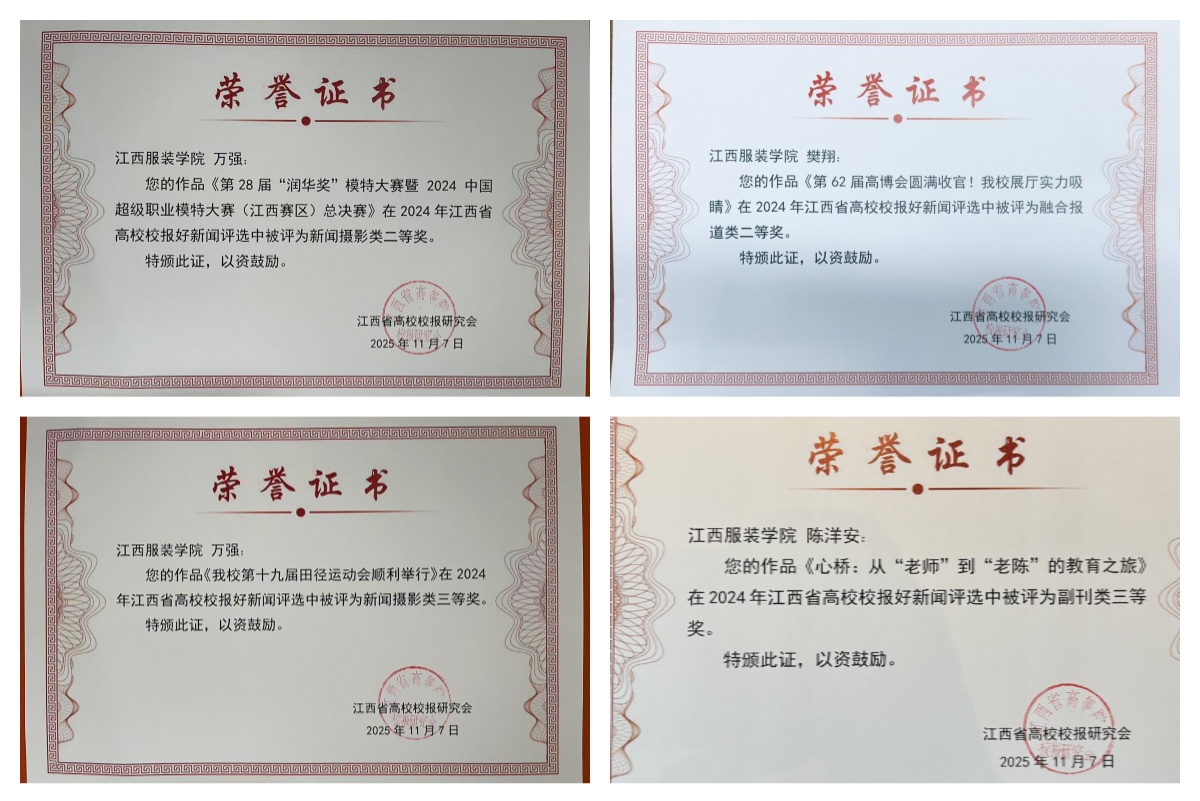 荣誉证书
江西服装学院 万强：
您的作品《第 28 届“润华奖”模特大赛暨 2024 中国
超级职业模特大赛（江西赛区）总决赛》在 2024 年江西省
高校校报好新闻评选中被评为新闻摄影类二等奖。
特颁此证，以资鼓励。
江西省高校校报研究会
2025 年 11 月 7 日
荣誉证书
江西服装学院 樊翔：
您的作品《第 62 届高博会圆满收官！我校展厅实力吸
睛》在 2024 年江西省高校校报好新闻评选中被评为融合报
道类二等奖。
特颁此证，以资鼓励。
江西省高校校报研究会
2025 年 11 月 7 日
荣誉证书
江西服装学院 万强：
您的作品《我校第十九届田径运动会顺利举行》在 2024
年江西省高校校报好新闻评选中被评为新闻摄影类三等奖。
特颁此证，以资鼓励。
江西省高校校报研究会
2025 年 11 月 7 日
荣誉证书
江西服装学院 陈洋安：
您的作品《心桥：从“老师”到“老陈”的教育之旅》
在 2024 年江西省高校校报好新闻评选中被评为副刊类三等
奖。
特颁此证，以资鼓励。
江西省高校校报研究会
2025 年 11 月 7 日